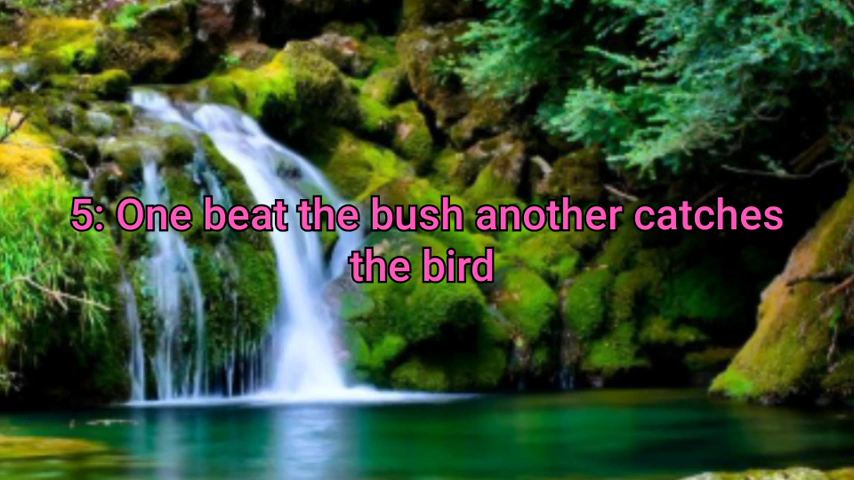 5: One beat the bush another catches
the bird